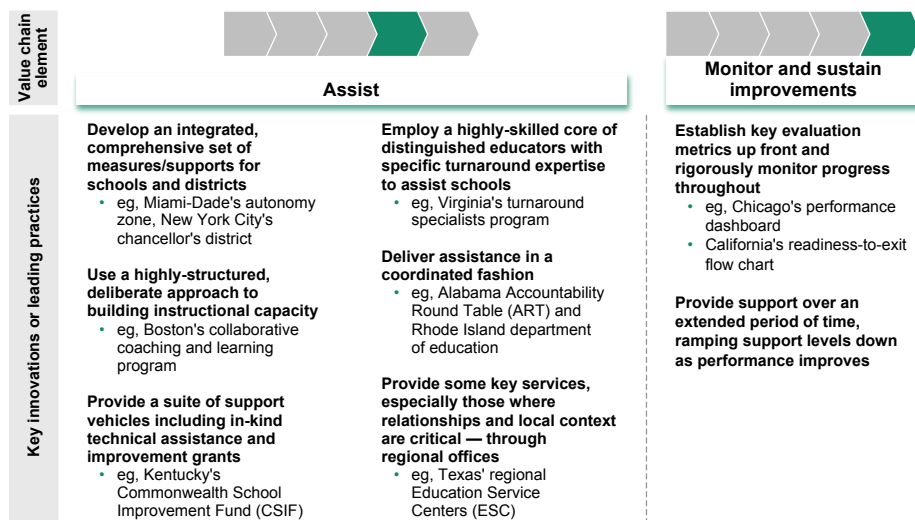 Value chain
element
Assist
Monitor and sustain
improvements
Key innovations or leading practices
Develop an integrated,
comprehensive set of
measures/supports for
schools and districts
• eg, Miami-Dade's autonomy
zone, New York City's
chancellor's district
Use a highly-structured,
deliberate approach to
building instructional capacity
• eg, Boston's collaborative
coaching and learning
program
Provide a suite of support
vehicles including in-kind
technical assistance and
improvement grants
• eg, Kentucky's
Commonwealth School
Improvement Fund (CSIF)
Employ a highly-skilled core of
distinguished educators with
specific turnaround expertise
to assist schools
• eg, Virginia's turnaround
specialists program
Deliver assistance in a
coordinated fashion
• eg, Alabama Accountability
Round Table (ART) and
Rhode Island department
of education
Provide some key services,
especially those where
relationships and local context
are critical — through
regional offices
• eg, Texas' regional
Education Service
Centers (ESC)
Establish key evaluation
metrics up front and
rigorously monitor progress
throughout
• eg, Chicago's performance
dashboard
• California's readiness-to-exit
flow chart
Provide support over an
extended period of time,
ramping support levels down
as performance improves